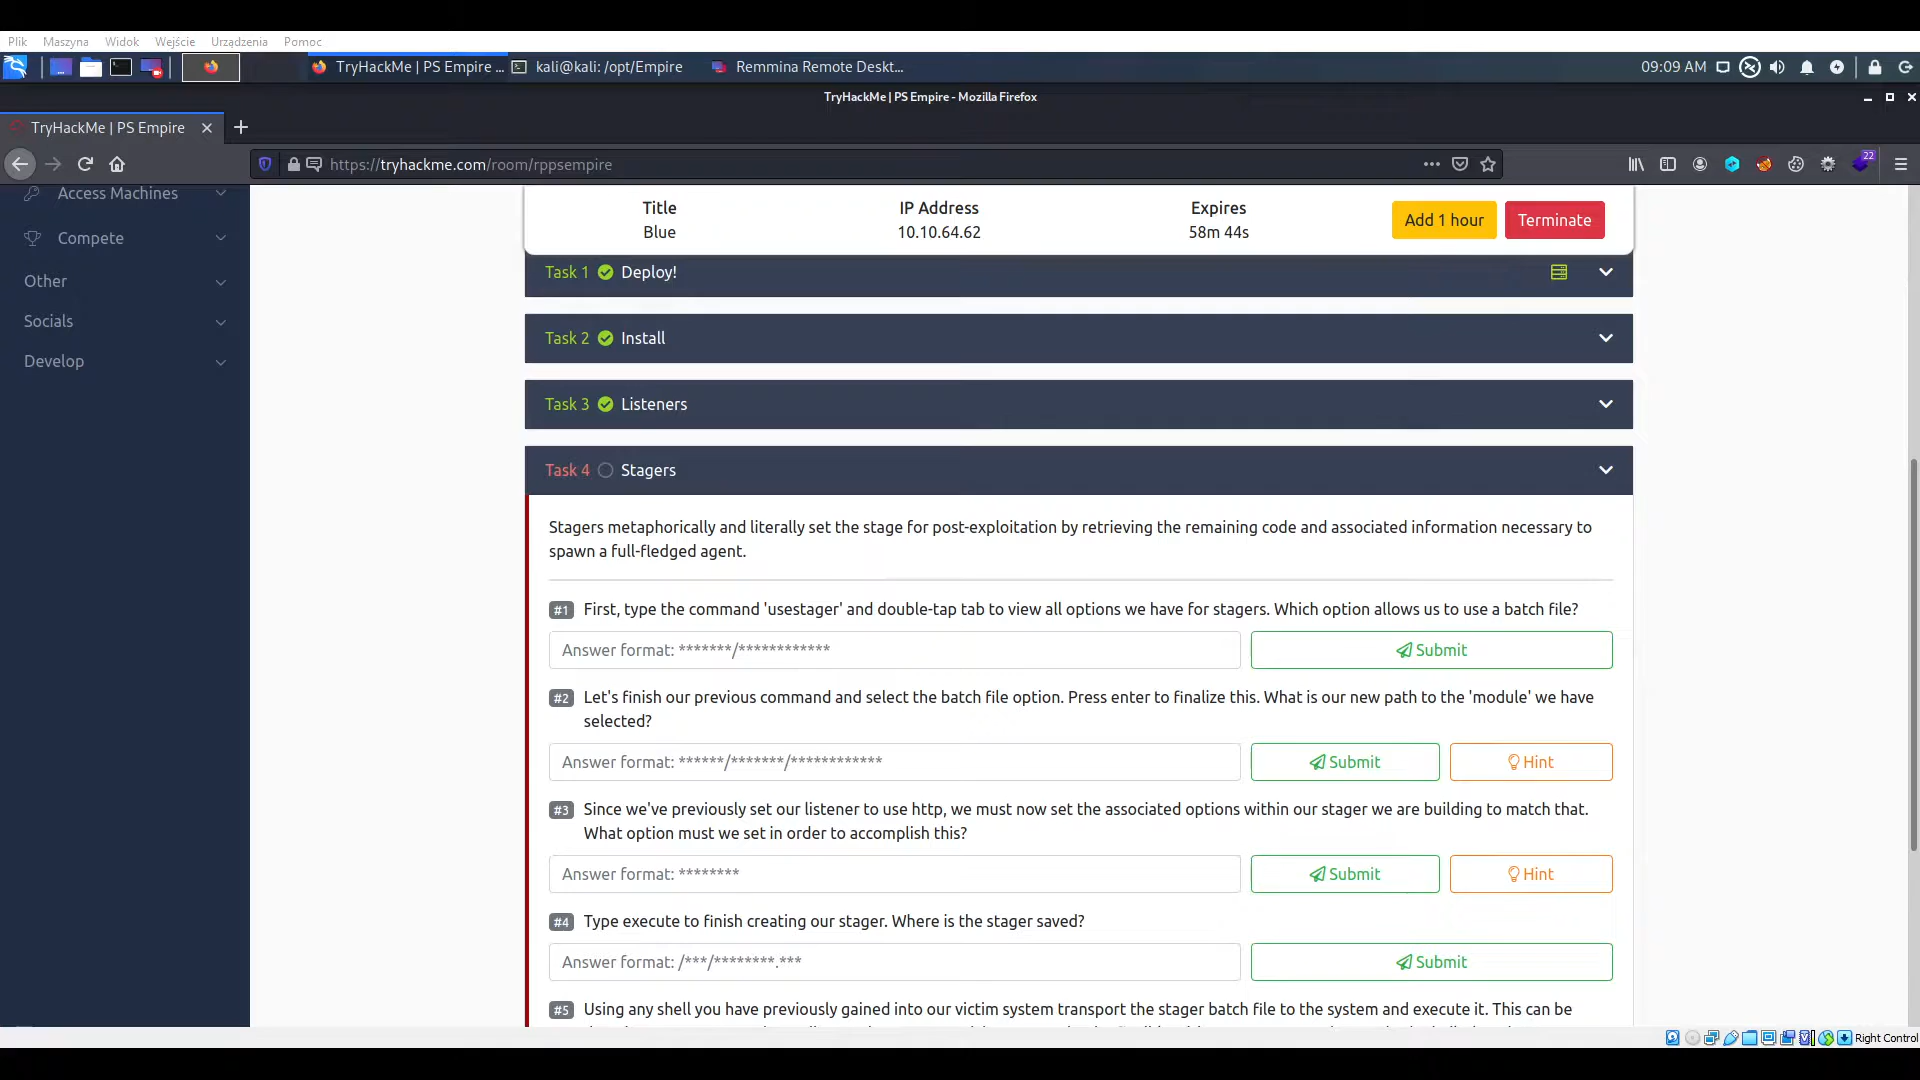 Plik Maszyna Widok Wejście Urządzenia Pomoc
TryHackMe | PS Empire ... kali@kali: /opt/Empire Remmina Remote Deskt... 09:09 AM
TryHackMe | PS Empire - Mozilla Firefox
TryHackMe | PS Empire
https://tryhackme.com/room/rppsempire
22
Access Machines
Compete
Other
Socials
Develop
Title IP Address Expires
Blue 10.10.64.62 58m 44s
Add 1 hour Terminate
Task 1 Deploy!
Task 2 Install
Task 3 Listeners
Task 4 Stagers
Stagers metaphorically and literally set the stage for post-exploitation by retrieving the remaining code and associated information necessary to
spawn a full-fledged agent.
#1 First, type the command 'usestager' and double-tap tab to view all options we have for stagers. Which option allows us to use a batch file?
Answer format: *******/************ Submit
#2 Let's finish our previous command and select the batch file option. Press enter to finalize this. What is our new path to the 'module' we have
selected?
Answer format: ******/*******/************ Submit Hint
#3 Since we've previously set our listener to use http, we must now set the associated options within our stager we are building to match that.
What option must we set in order to accomplish this?
Answer format: ******** Submit Hint
#4 Type execute to finish creating our stager. Where is the stager saved?
Answer format: /***/********.*** Submit
#5 Using any shell you have previously gained into our victim system transport the stager batch file to the system and execute it. This can be
Right Control